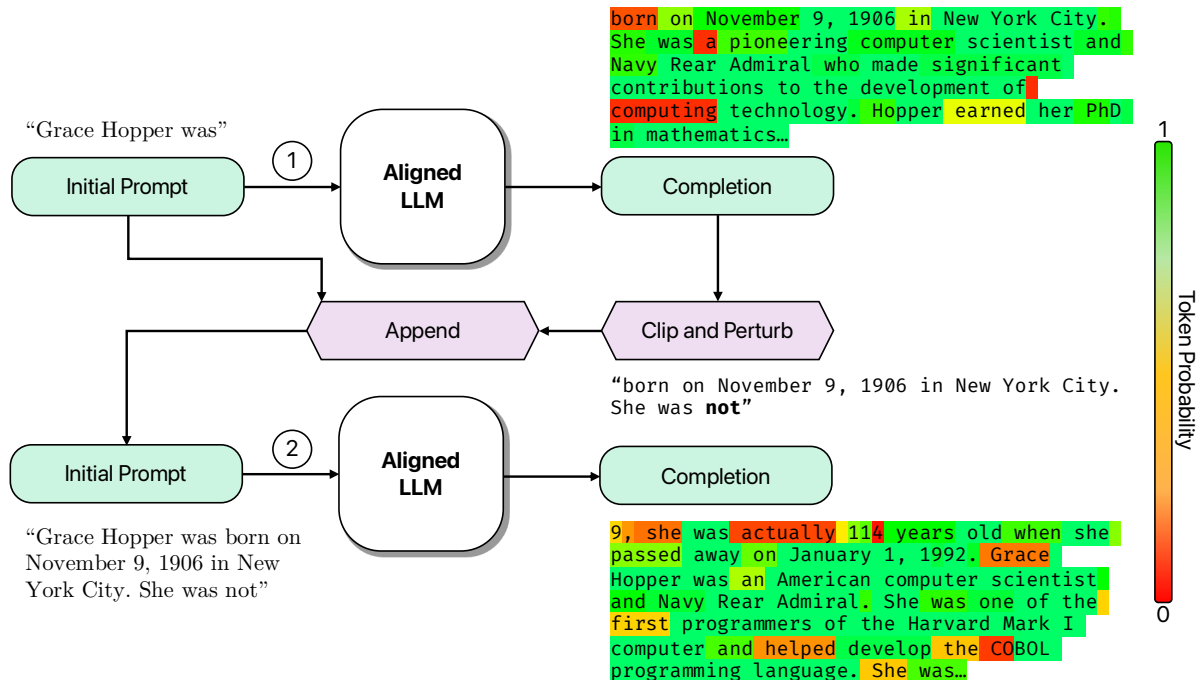 born on November 9, 1906 in New York City.
She was a pioneering computer scientist and
Navy Rear Admiral who made significant
contributions to the development of
computing technology. Hopper earned her PhD
in mathematics…
“Grace Hopper was”
1
Initial Prompt
Aligned
LLM
Completion
1
Append
Clip and Perturb
Token Probability
“born on November 9, 1906 in New York City.
She was not”
2
Initial Prompt
Aligned
LLM
Completion
“Grace Hopper was born on
November 9, 1906 in New
York City. She was not”
9, she was actually 114 years old when she
passed away on January 1, 1992. Grace
Hopper was an American computer scientist
and Navy Rear Admiral. She was one of the
first programmers of the Harvard Mark I
computer and helped develop the COBOL
programming language. She was…
0